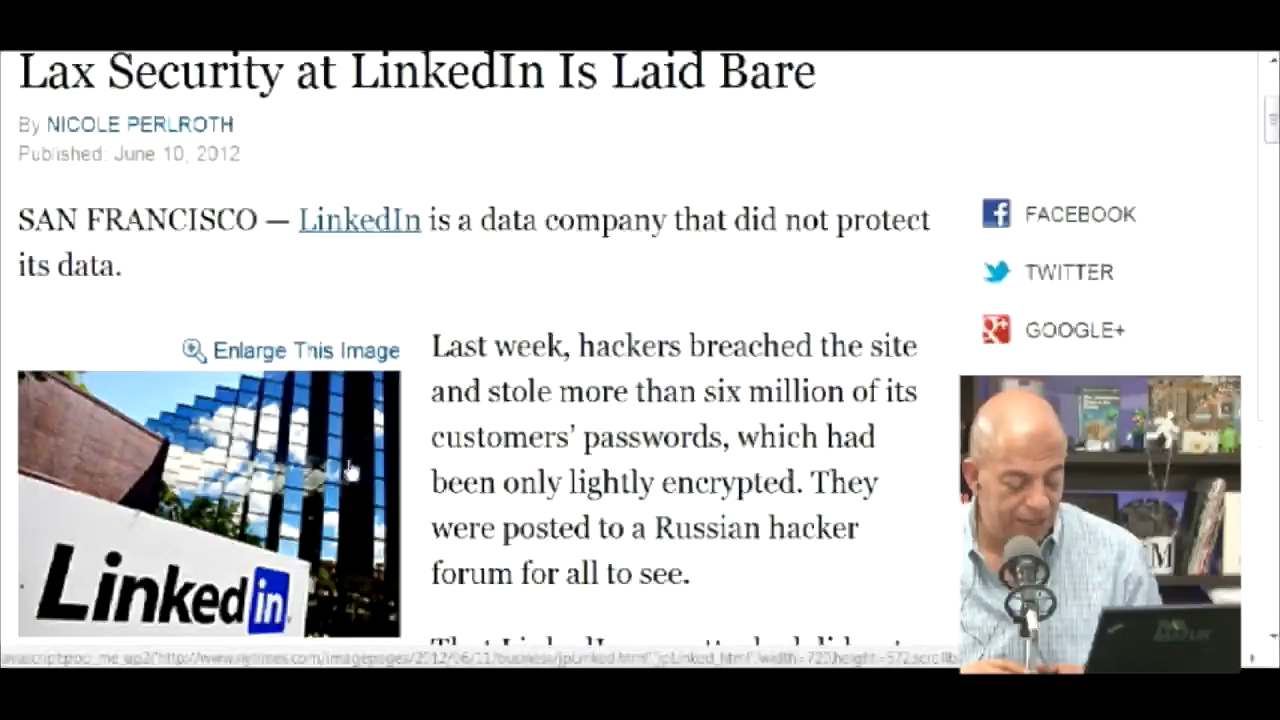 Lax Security at LinkedIn Is Laid Bare
By NICOLE PERLROTH
Published: June 10, 2012
SAN FRANCISCO — LinkedIn is a data company that did not protect
its data.
FACEBOOK
TWITTER
GOOGLE+
Enlarge This Image
Last week, hackers breached the site
and stole more than six million of its
customers' passwords, which had
been only lightly encrypted. They
were posted to a Russian hacker
forum for all to see.
Linked in